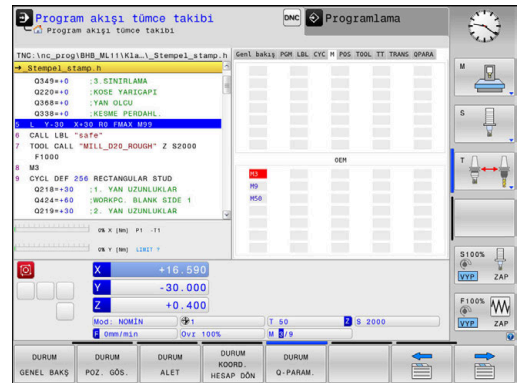 Program akışı tümce takibi
Program akışı tümce takibi
DNC
Programlama
TNC:\nc_prog\BHB_ML11\Kla…\_Stempel_stamp.h
→_Stempel_stamp.h
Q349=+0 ;3.SINIRLAMA
Q220=+0 ;KOSE YARICAPI
Q368=+0 ;YAN OLCU
Q338=+0 ;KESME PERDAHL.
5 L Y-30 X+30 R0 FMAX M99
6 CALL LBL "safe"
7 TOOL CALL "MILL_D20_ROUGH" Z S2000
F1000
8 M3
9 CYCL DEF 256 RECTANGULAR STUD
Q218=+30 ;1. YAN UZUNLUKLAR
Q424=+60 ;WORKPC. BLANK SIDE 1
Q219=+30 ;2. YAN UZUNLUKLAR
0% X [Nm] P1 -T1
0% Y [Nm] LIMIT Y
Genl bakış PGM LBL CYC M POS TOOL TT TRANS QPARA
OEM
M3
M9
M50
X +16.590
Y -30.000
Z +0.400
Mod: NOMİN 1 T 50 Z S 2000
F 0mm/min Ovr 100% M 3/9
M
S
T
S100%
VYP ZAP
F100%
VYP ZAP
DURUM
GENEL BAKŞ
DURUM
POZ. GÖS.
DURUM
ALET
DURUM
KOORD.
HESAP DÖN
DURUM
Q-PARAM.